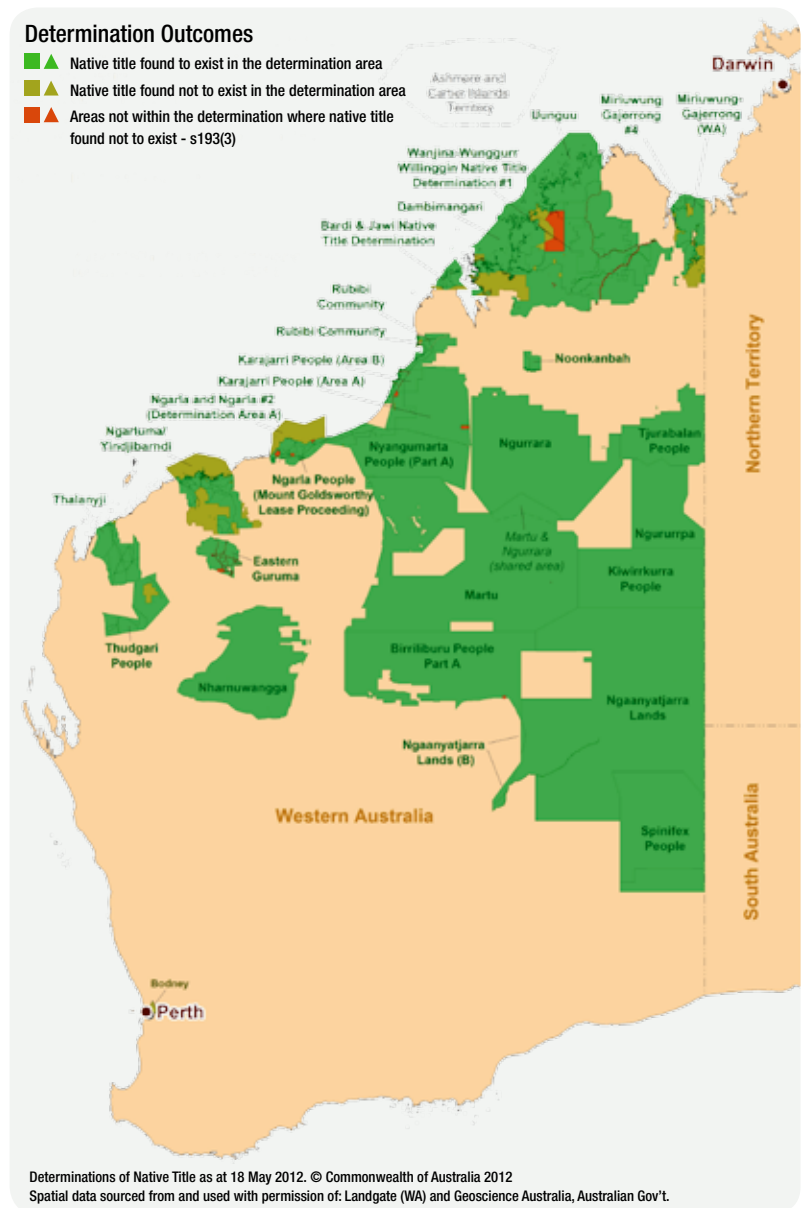 Determination Outcomes
Native title found to exist in the determination area
Native title found not to exist in the determination area
Areas not within the determination where native title
found not to exist - s193(3)
Darwin
Ashmore and
Cartier Islands
Territory
Uunguu
Miriuwung
Gajerrong
#4
Miriuwung-
Gajerrong
(WA)
Wanjina-Wunggurr
Willinggin Native Title
Determination #1
Dambimangari
Bardi & Jawi Native
Title Determination
Rubibi
Community
Rubibi Community
Noonkanbah
Karajarri People (Area B)
Karajarri People (Area A)
Ngarla and Ngarla #2
(Determination Area A)
Ngarluma/
Yindjibarndi
Nyangumarta
People (Part A)
Ngurrara
Tjurabalan
People
Northern Territory
Thalanyji
Ngarla People
(Mount Goldsworthy
Lease Proceeding)
Martu &
Ngurrara
(shared area)
Ngururrpa
Eastern
Guruma
Kiwirrkurra
People
Martu
Thudgari
People
Birriliburu People
Part A
Nharnuwangga
Ngaanyatjarra
Lands
Ngaanyatjarra
Lands (B)
Western Australia
Spinifex
People
South Australia
Bodney
Perth
Determinations of Native Title as at 18 May 2012. © Commonwealth of Australia 2012
Spatial data sourced from and used with permission of: Landgate (WA) and Geoscience Australia, Australian Gov't.